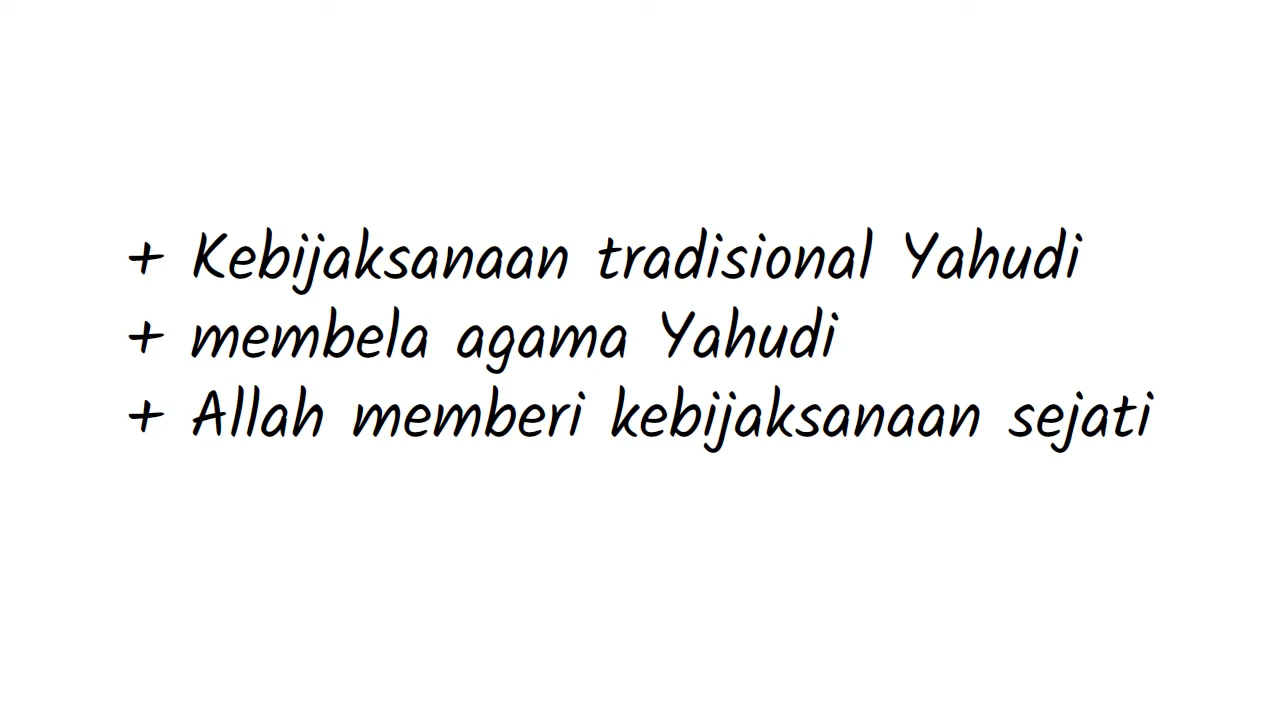 + Kebijaksanaan tradisional Yahudi
+ membela agama Yahudi
+ Allah memberi kebijaksanaan sejati